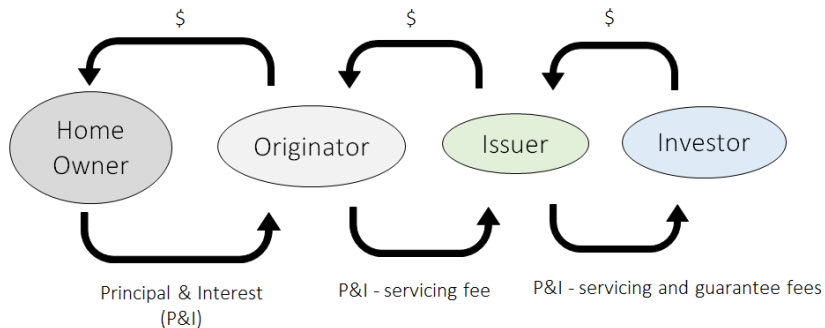 $ $ $
Home
Owner
Originator
Issuer
Investor
Principal & Interest
(P&I)
P&I - servicing fee
P&I - servicing and guarantee fees